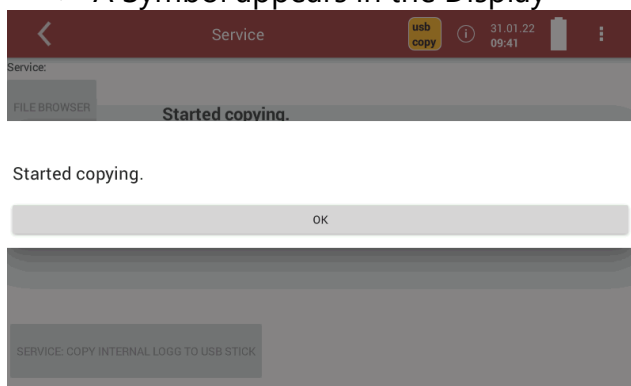 A Symbol appears in the Display
Service
usb
copy
31.01.22
09:41
Service:
FILE BROWSER
Started copying.
Started copying.
OK
SERVICE: COPY INTERNAL LOGG TO USB STICK